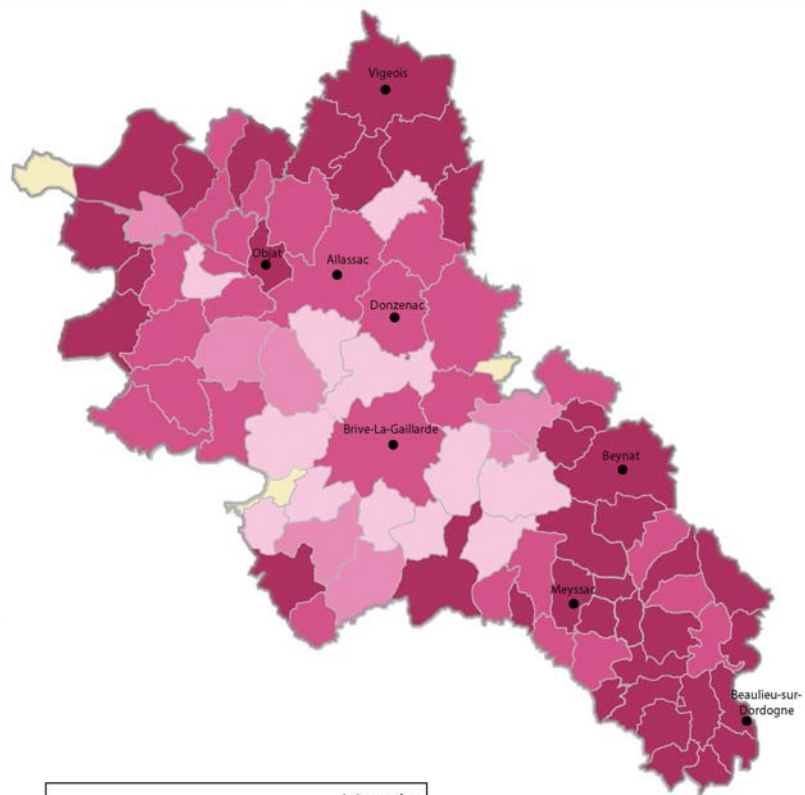 Vigeois
Objat
Allassac
Donzenac
Brive-La-Gaillarde
Beynat
Meyssac
Beaulieu-sur-
Dordogne